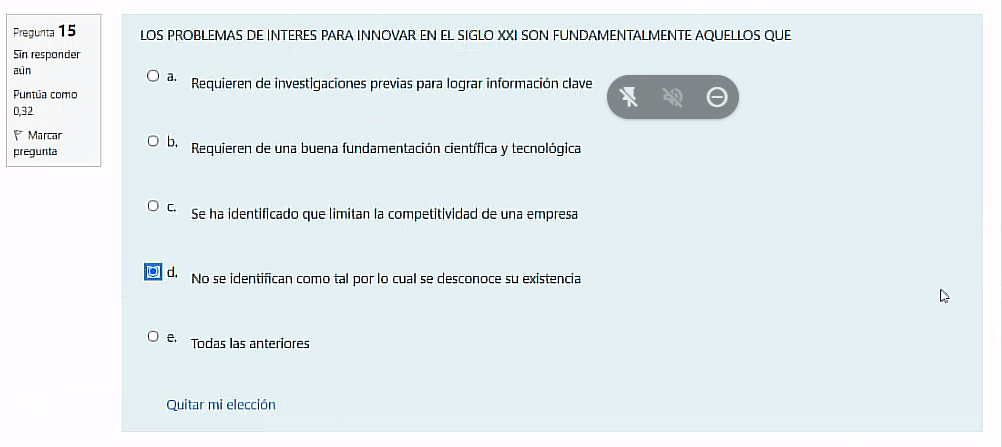 Pregunta 15
Sin responder
aún
Puntúa como
0,32
Marcar
pregunta
LOS PROBLEMAS DE INTERES PARA INNOVAR EN EL SIGLO XXI SON FUNDAMENTALMENTE AQUELLOS QUE
a. Requieren de investigaciones previas para lograr información clave
b. Requieren de una buena fundamentación científica y tecnológica
c. Se ha identificado que limitan la competitividad de una empresa
d. No se identifican como tal por lo cual se desconoce su existencia
e. Todas las anteriores
Quitar mi elección